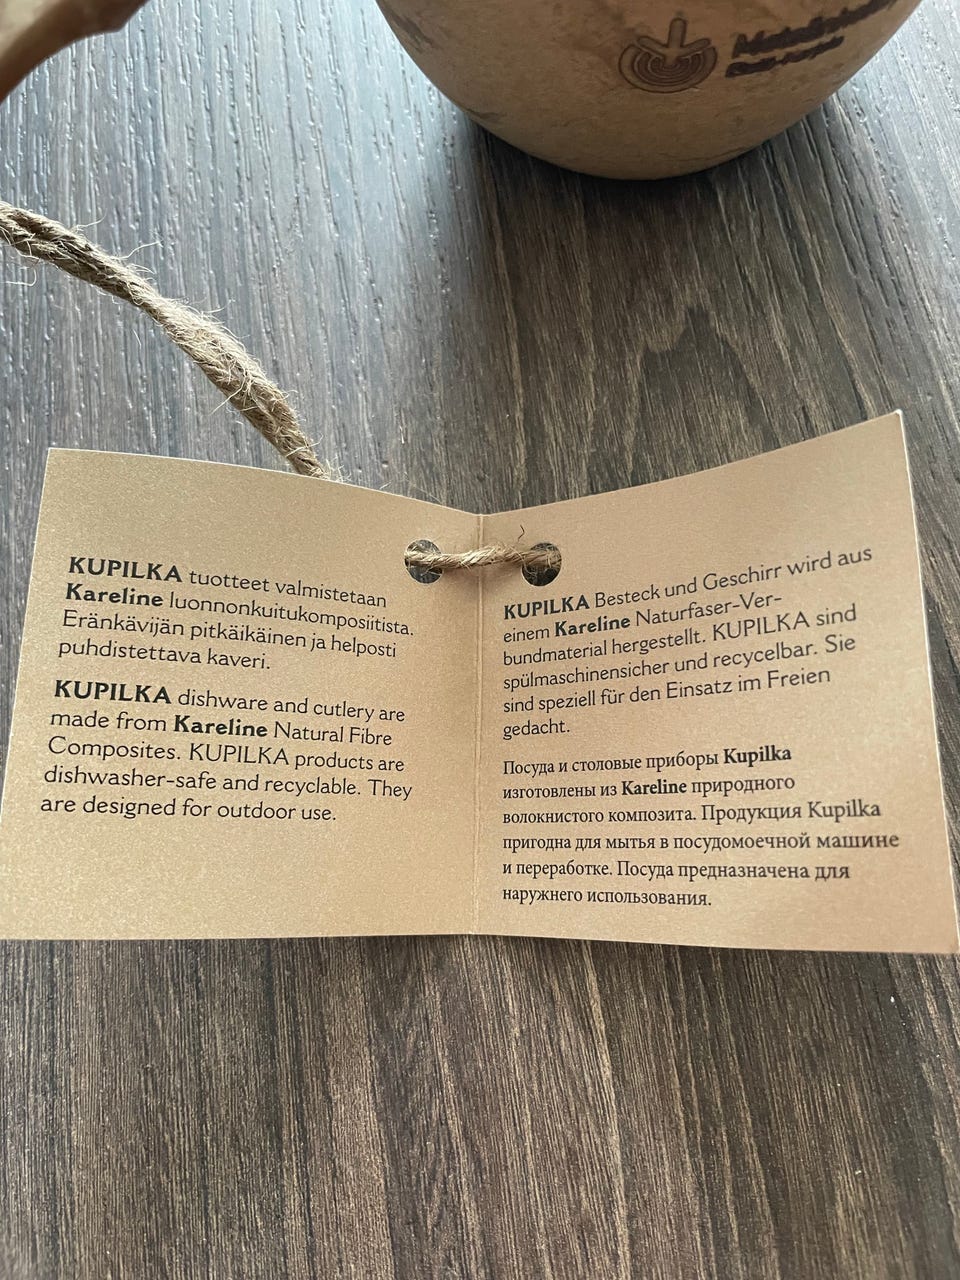 KUPILKA tuotteet valmistetaan
Kareline luonnonkuitukomposiitista.
Eränkävijän pitkäikäinen ja helposti
puhdistettava kaveri.
KUPILKA dishware and cutlery are
made from Kareline Natural Fibre
Composites. KUPILKA products are
dishwasher-safe and recyclable. They
are designed for outdoor use.
KUPILKA Besteck und Geschirr wird aus
einem Kareline Naturfaser-Ver-
bundmaterial hergestellt. KUPILKA sind
spülmaschinensicher und recycelbar. Sie
sind speziell für den Einsatz im Freien
gedacht.
Посуда и столовые приборы Kupilka
изготовлены из Kareline природного
волокнистого композита. Продукция Kupilka
пригодна для мытья в посудомоечной машине
и переработке. Посуда предназначена для
наружнего использования.